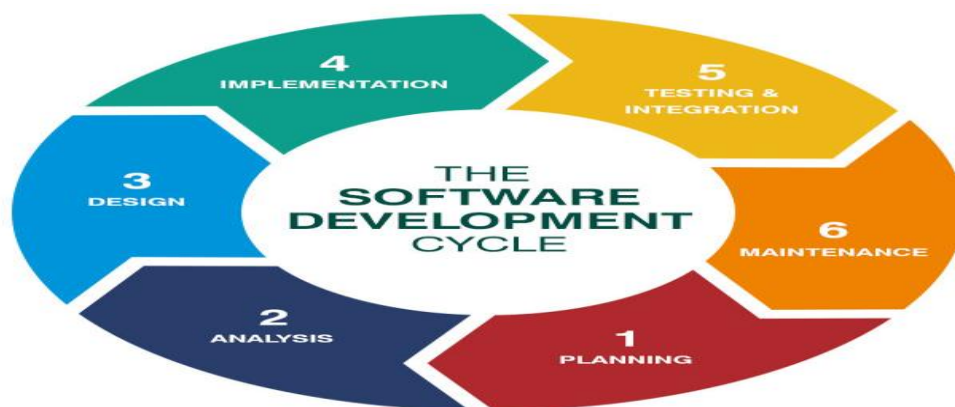 THE
SOFTWARE
DEVELOPMENT
CYCLE
1
PLANNING
2
ANALYSIS
3
DESIGN
4
IMPLEMENTATION
5
TESTING &
INTEGRATION
6
MAINTENANCE